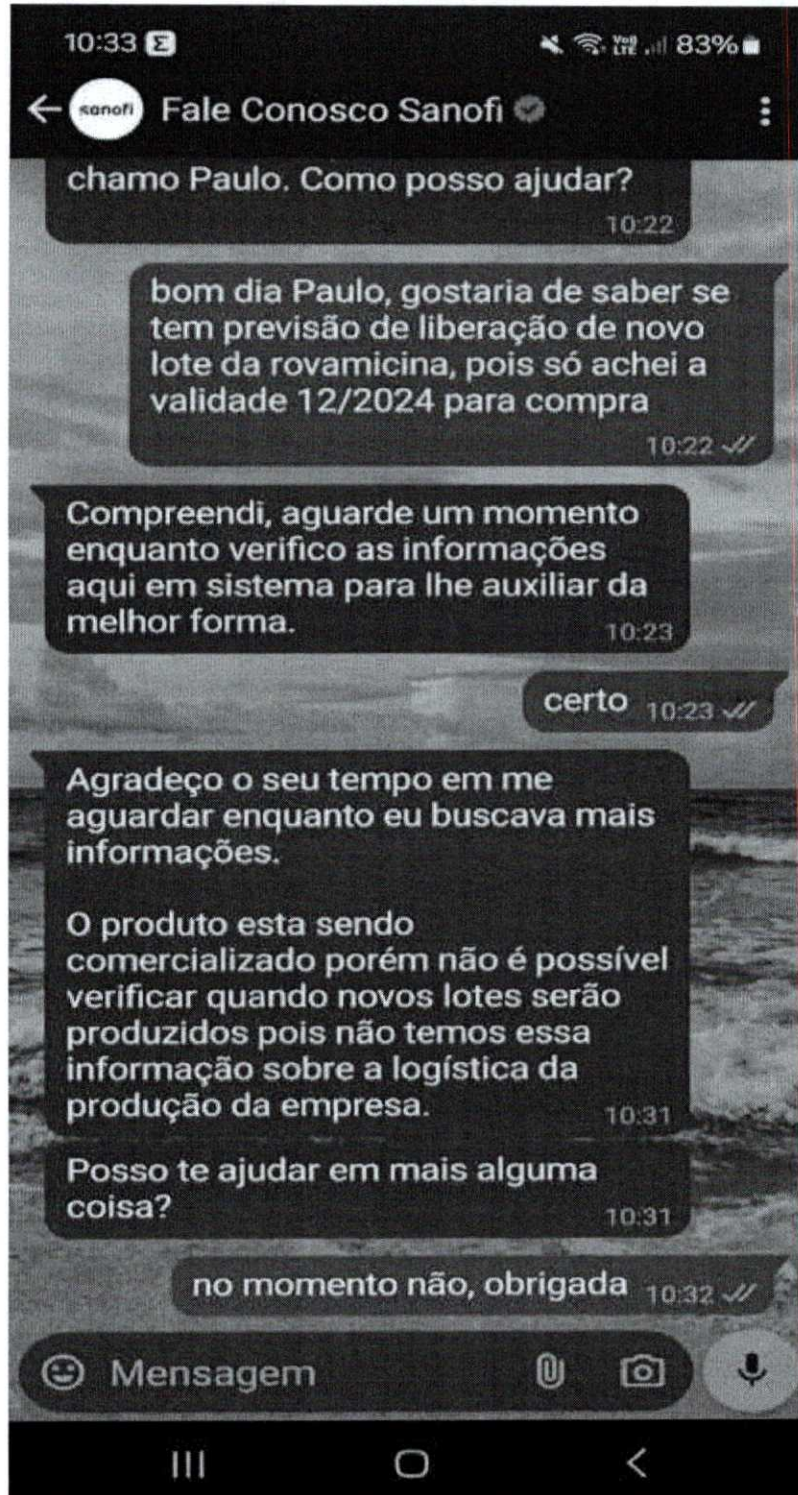 10:33 Σ VoJ) LTE 83%
sanofi Fale Conosco Sanofi
chamo Paulo. Como posso ajudar?
10:22
bom dia Paulo, gostaria de saber se
tem previsão de liberação de novo
lote da rovamicina, pois só achei a
validade 12/2024 para compra
10:22
Compreendi, aguarde um momento
enquanto verifico as informações
aqui em sistema para lhe auxiliar da
melhor forma.
10:23
certo 10:23
Agradeço o seu tempo em me
aguardar enquanto eu buscava mais
informações.
O produto esta sendo
comercializado porém não é possível
verificar quando novos lotes serão
produzidos pois não temos essa
informação sobre a logística da
produção da empresa.
10:31
Posso te ajudar em mais alguma
coisa?
10:31
no momento não, obrigada 10:32
Mensagem